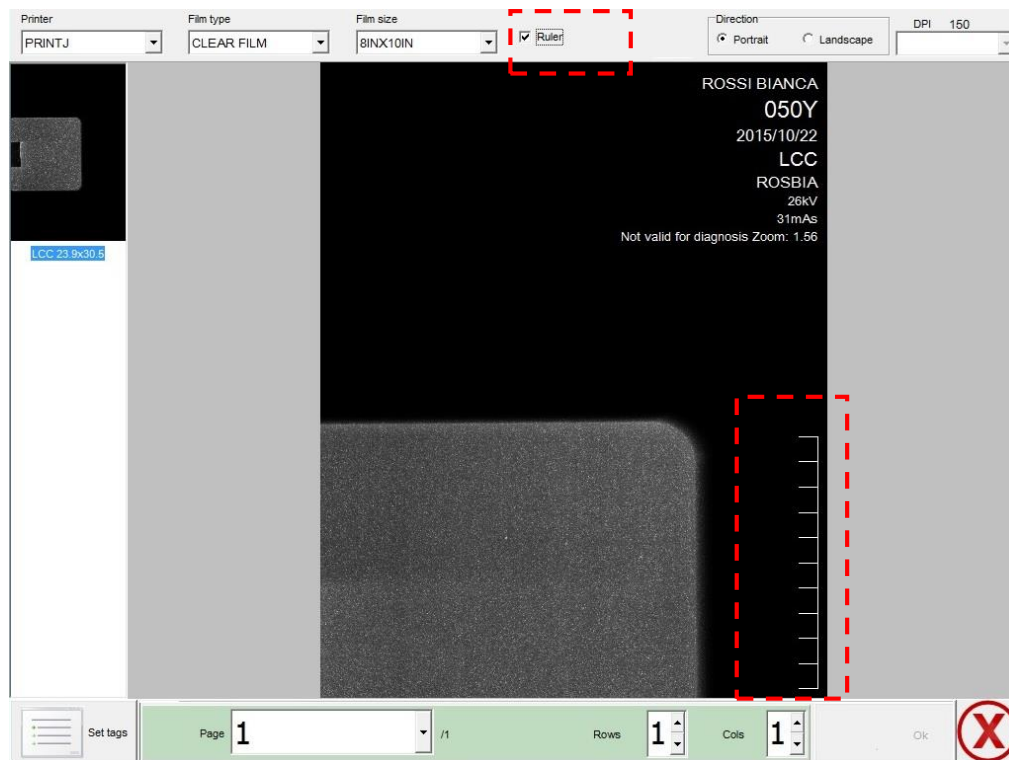 Printer
Film type
Film size
Direction
DPI 150
PRINTJ
CLEAR FILM
8INX10IN
Ruler
Portrait
Landscape
ROSSI BIANCA
050Y
2015/10/22
LCC
ROSBIA
26kV
31mAs
Not valid for diagnosis Zoom: 1.56
LCC 23.9x30.5
Set tags
Page 1 /1
Rows 1
Cols 1
Ok
X